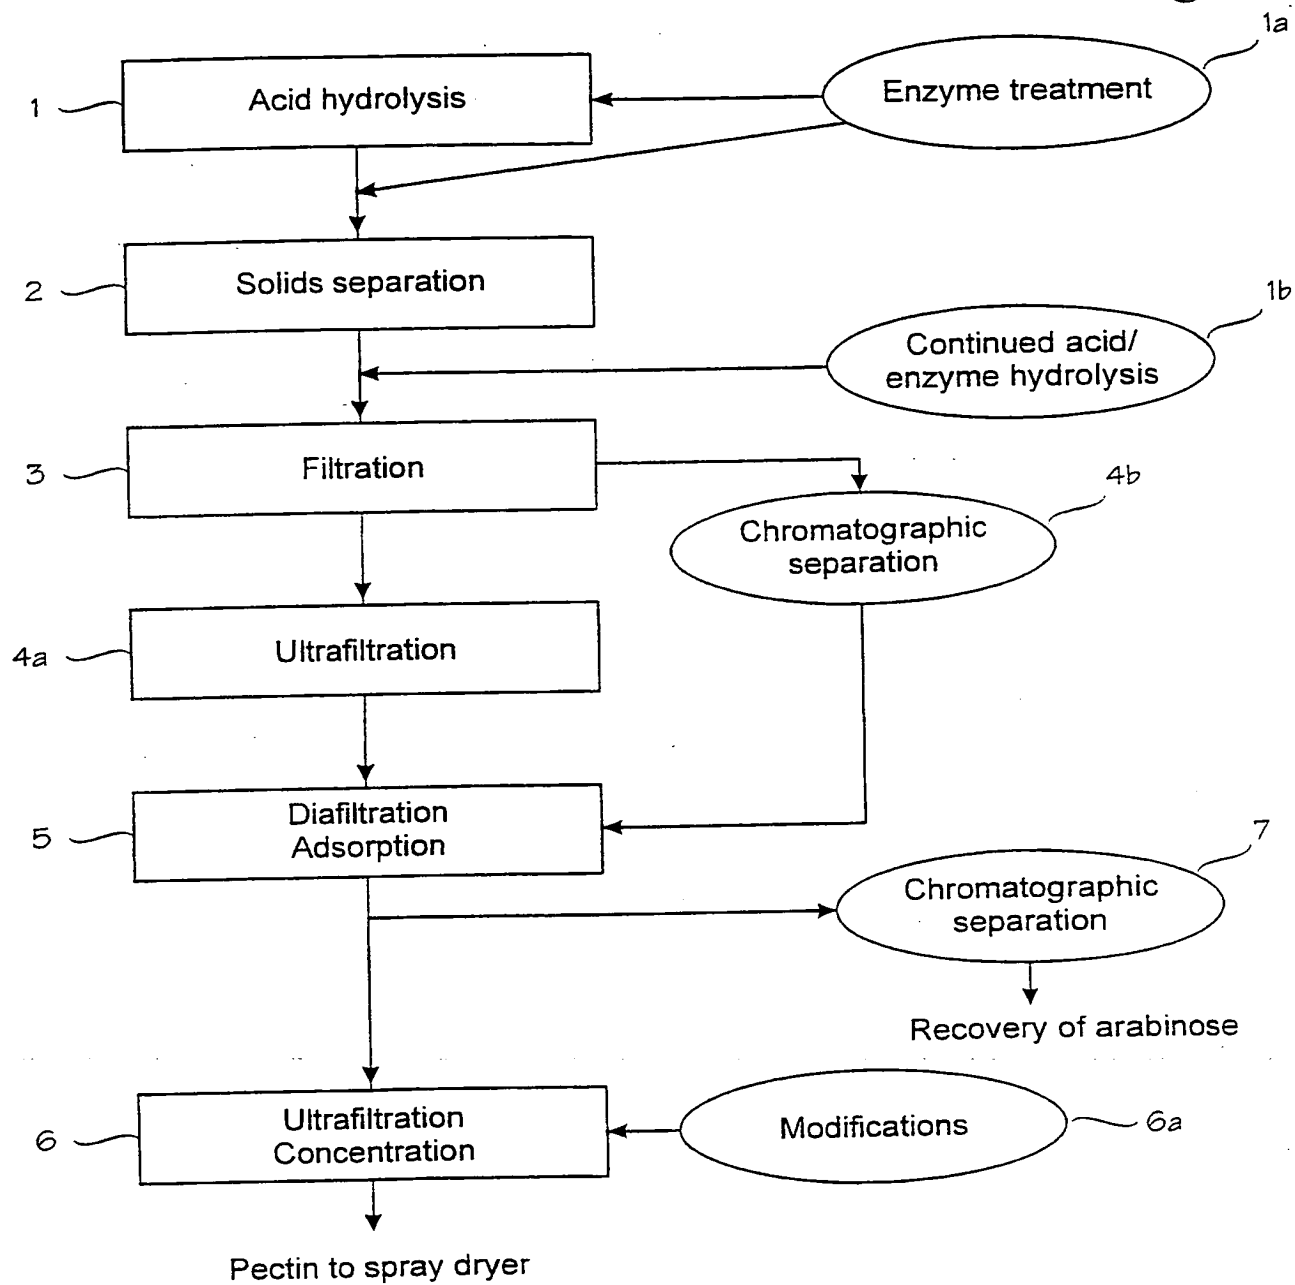 1a
1
Acid hydrolysis
Enzyme treatment
2
Solids separation
1b
Continued acid/
enzyme hydrolysis
3
Filtration
4b
Chromatographic
separation
4a
Ultrafiltration
5
Diafiltration
Adsorption
7
Chromatographic
separation
Recovery of arabinose
6
Ultrafiltration
Concentration
Modifications
6a
Pectin to spray dryer